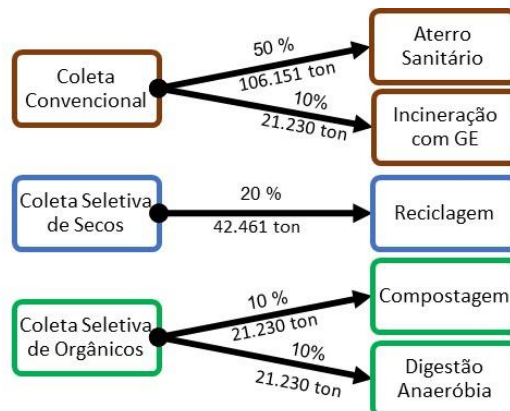 50 %
Coleta
Convencional
106.151 ton
Aterro
Sanitário
10%
21.230 ton
Incineração
com GE
Coleta Seletiva
de Secos
20 %
42.461 ton
Reciclagem
Coleta Seletiva
de Orgânicos
10 %
21.230 ton
Compostagem
10%
21.230 ton
Digestão
Anaeróbia